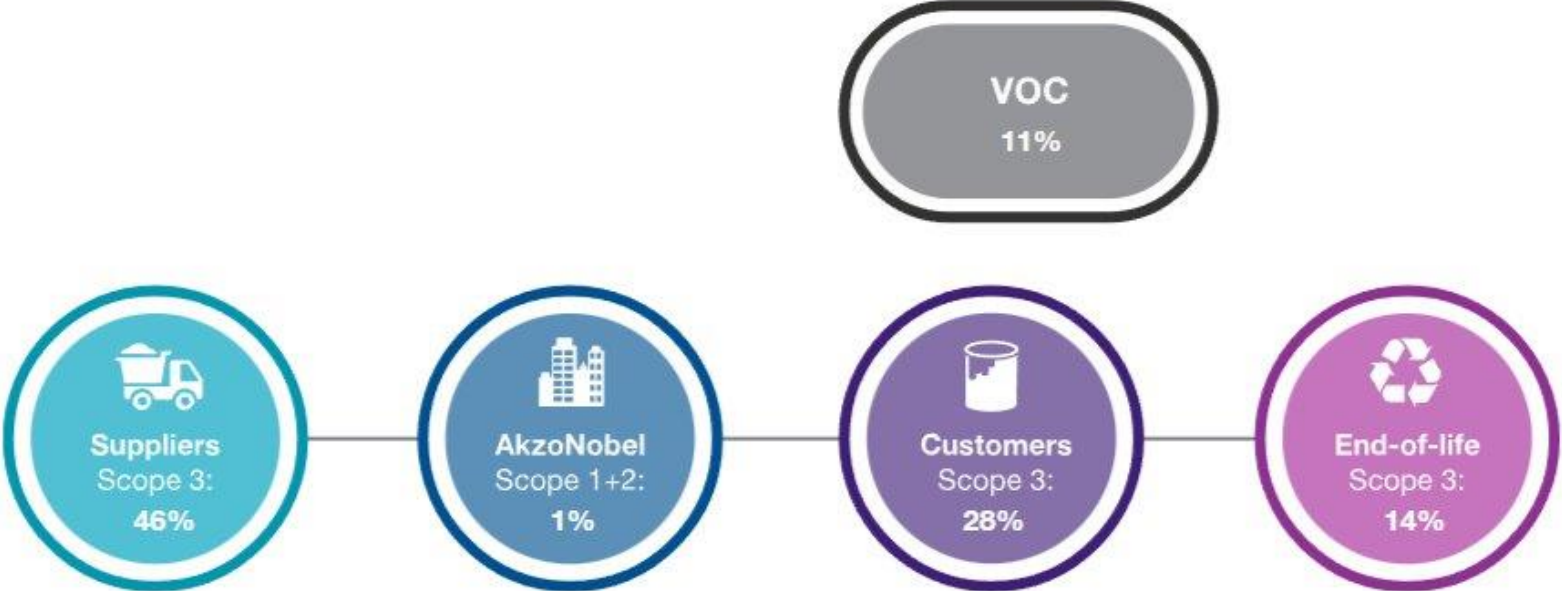 VOC
11%
Suppliers
Scope 3:
46%
AkzoNobel
Scope 1+2:
1%
Customers
Scope 3:
28%
End-of-life
Scope 3:
14%